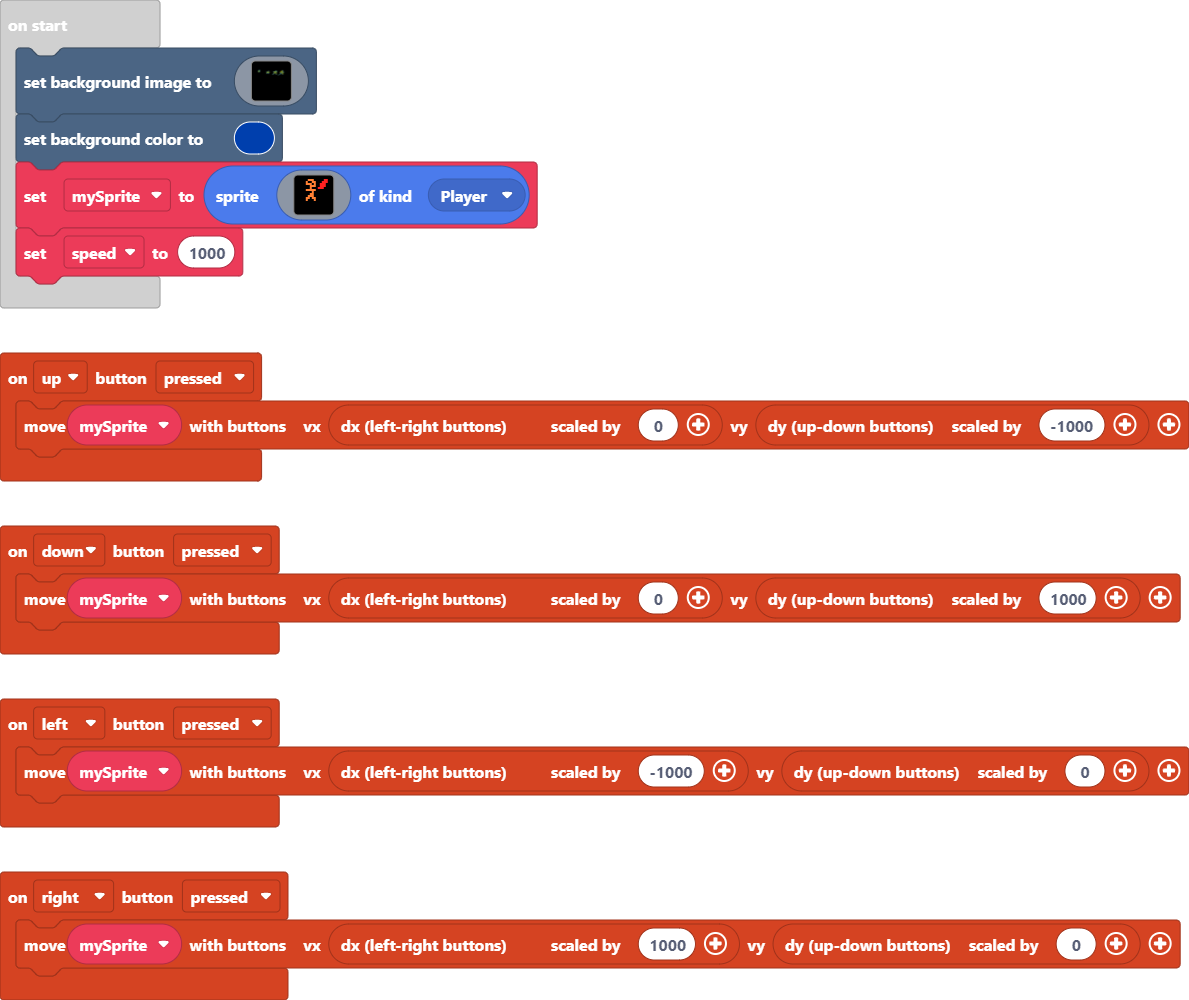 on start
set background image to
set background color to
set mySprite to sprite of kind Player
set speed to 1000
on up button pressed
move mySprite with buttons vx dx (left-right buttons) scaled by 0 vy dy (up-down buttons) scaled by -1000
on down button pressed
move mySprite with buttons vx dx (left-right buttons) scaled by 0 vy dy (up-down buttons) scaled by 1000
on left button pressed
move mySprite with buttons vx dx (left-right buttons) scaled by -1000 vy dy (up-down buttons) scaled by 0
on right button pressed
move mySprite with buttons vx dx (left-right buttons) scaled by 1000 vy dy (up-down buttons) scaled by 0